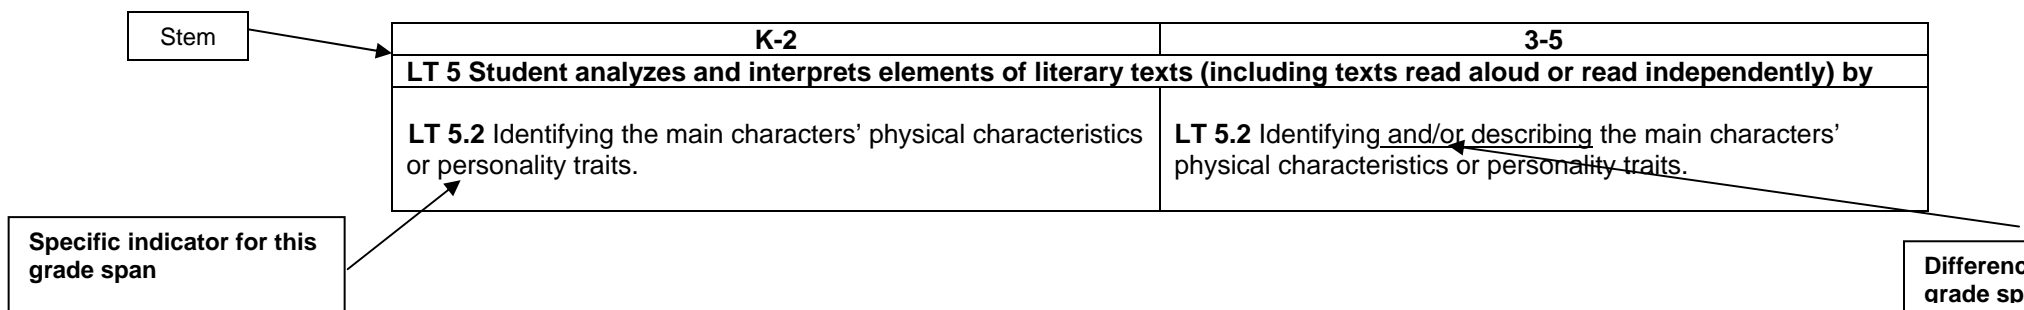 Stem
K-2
3-5
LT 5 Student analyzes and interprets elements of literary texts (including texts read aloud or read independently) by
LT 5.2 Identifying the main characters’ physical characteristics
or personality traits.
LT 5.2 Identifying and/or describing the main characters’
physical characteristics or personality traits.
Specific indicator for this
grade span
grade